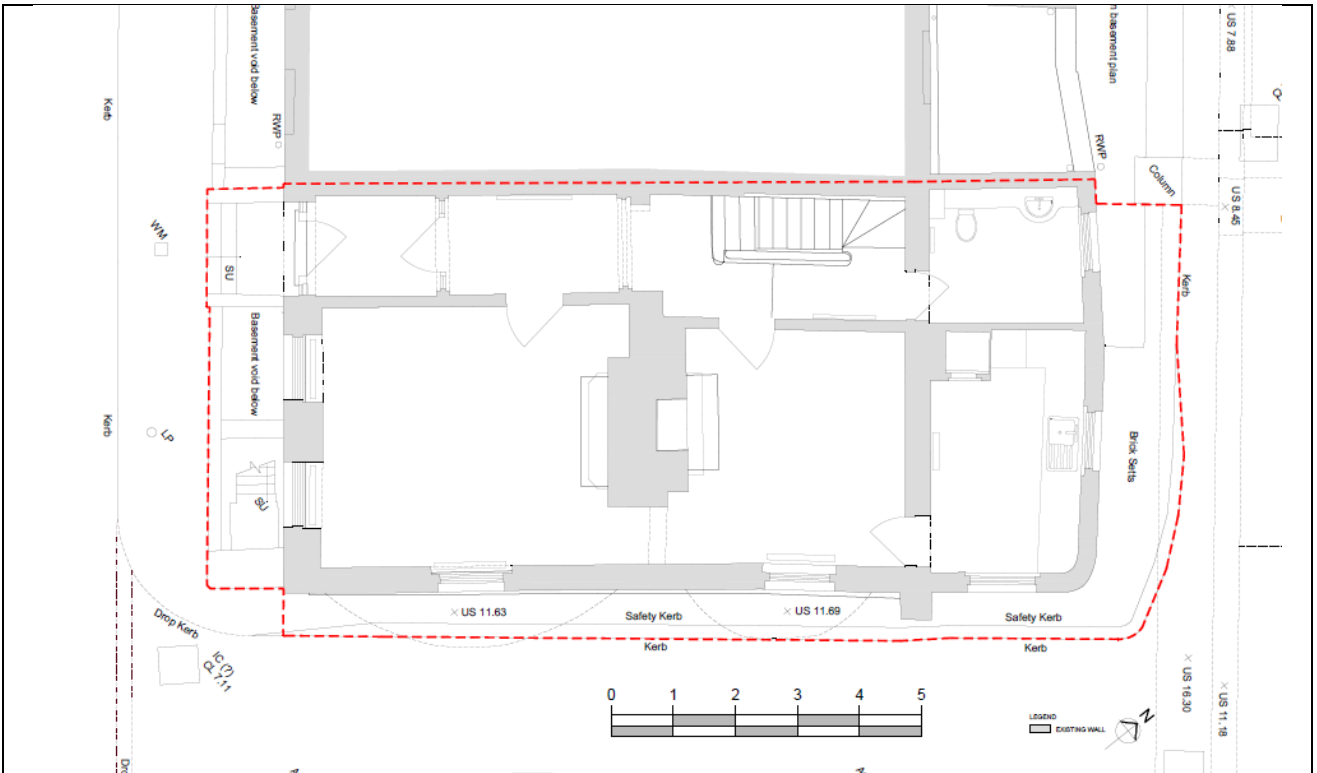 Basement void below
n basement plan
US 7.88
Kerb
RWP
RWP
Column
US 8.45
WM
SU
Kerb
Basement void below
Kerb
LP
Brick Setts
SU
US 11.63
Safety Kerb
US 11.69
Safety Kerb
Drop Kerb
Kerb
Kerb
IC (?)
CL 7.11
US 16.30
US 11.18
0 1 2 3 4 5
LEGEND
EXISTING WALL
N